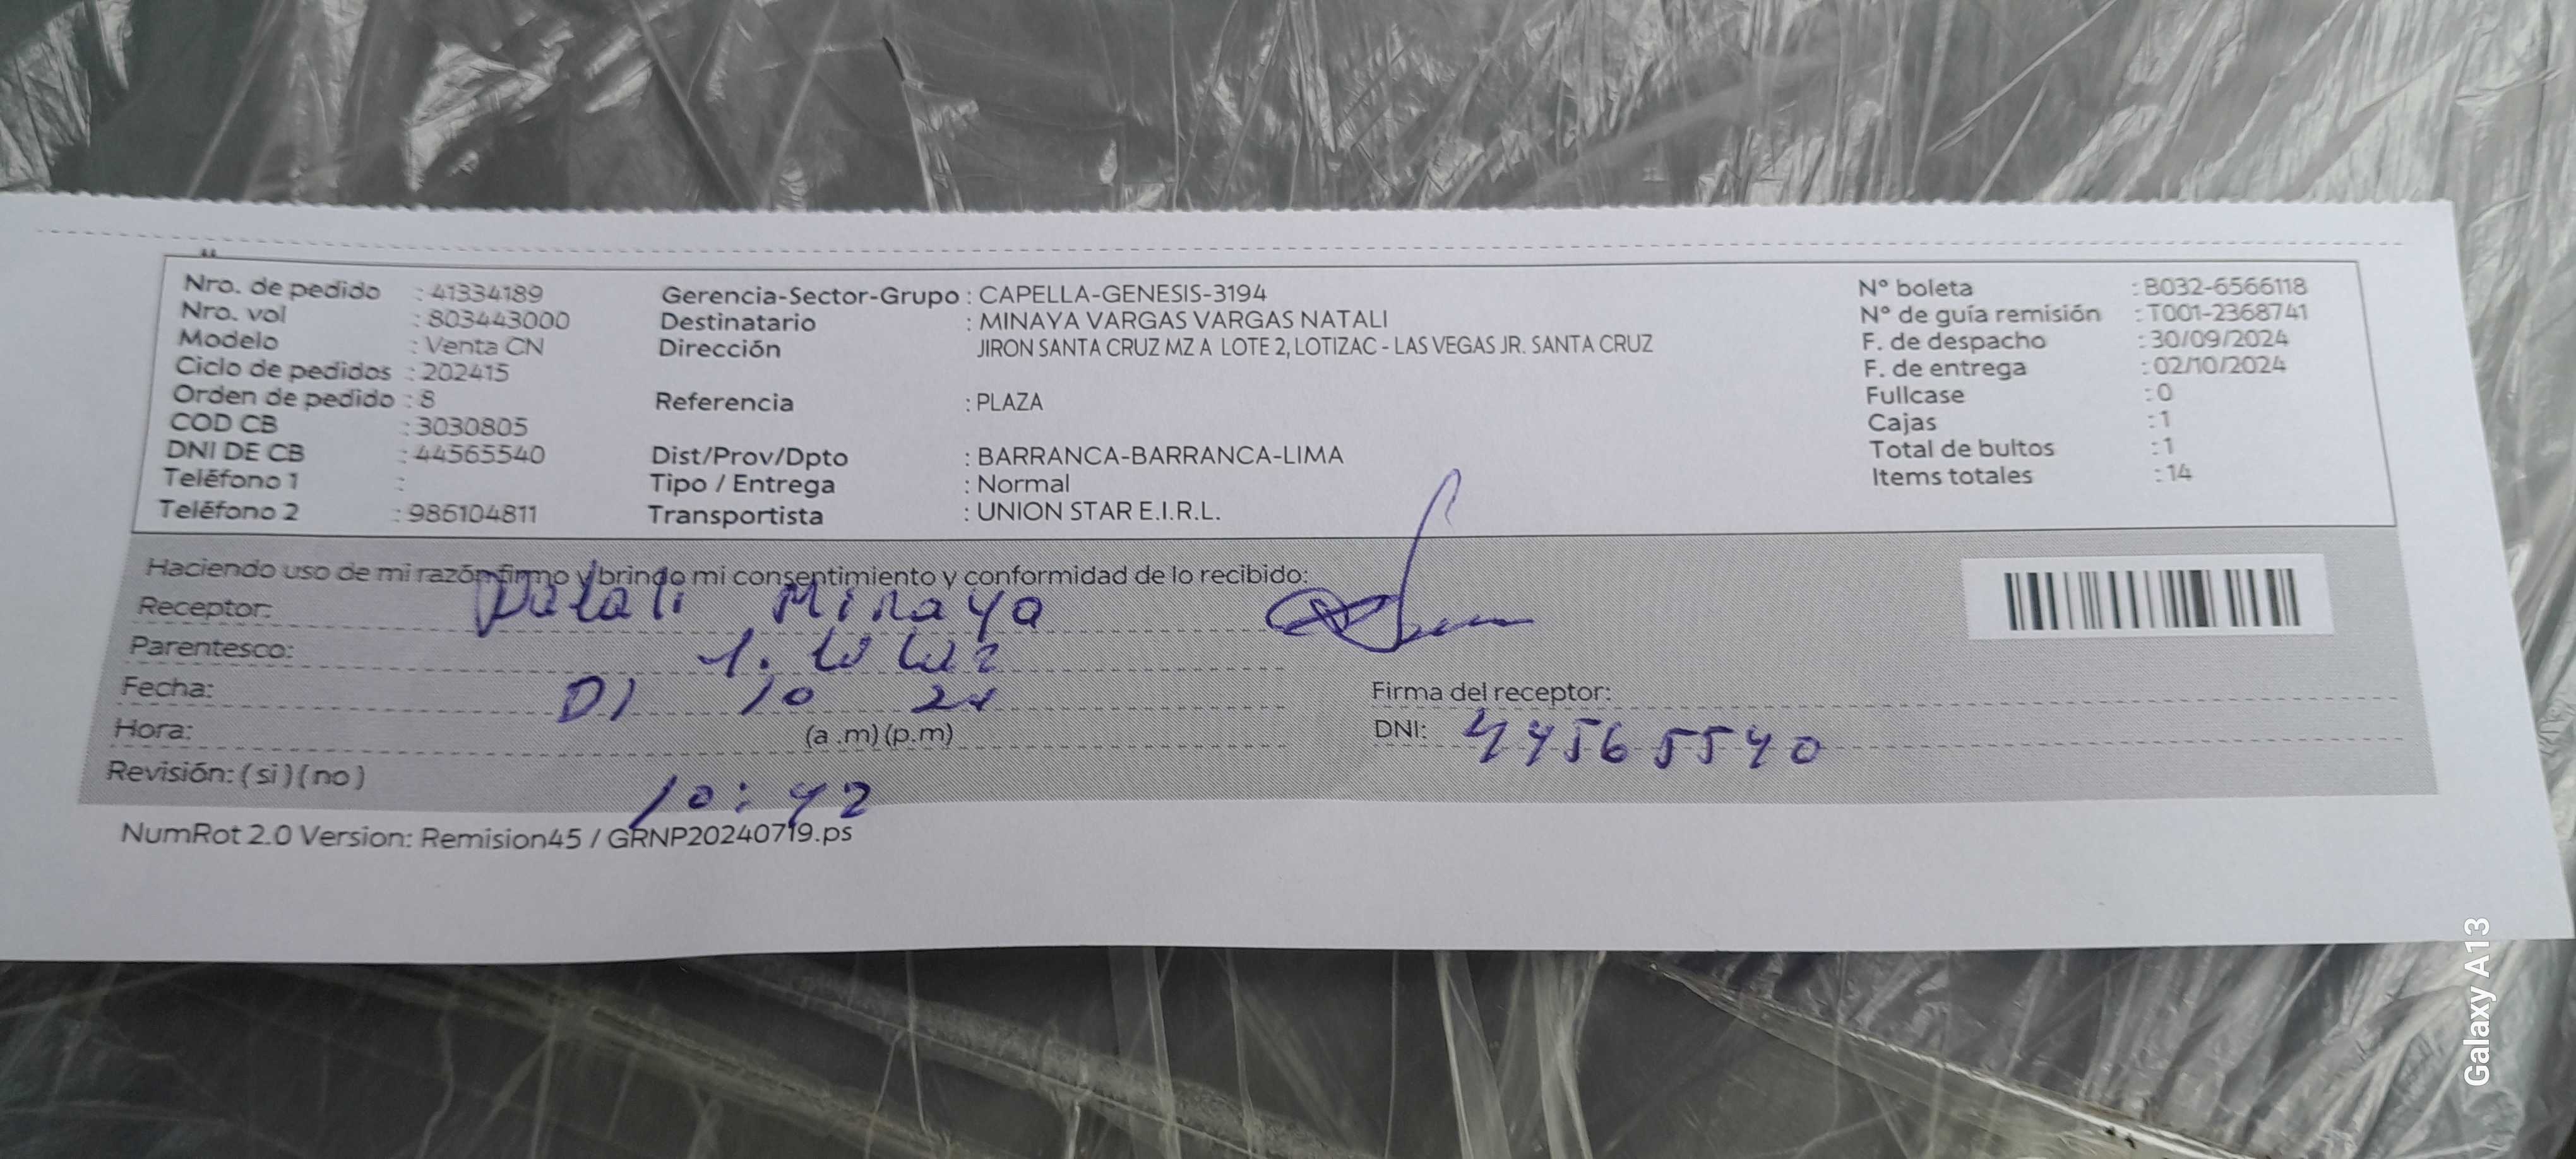 Nro. de pedido : 41334189
Nro. vol : 803443000
Modelo : Venta CN
Ciclo de pedidos : 202415
Orden de pedido : 8
COD CB : 3030805
DNI DE CB : 44565540
Teléfono 1 :
Teléfono 2 : 986104811
Gerencia-Sector-Grupo : CAPELLA-GENESIS-3194
Destinatario : MINAYA VARGAS VARGAS NATALI
Dirección JIRON SANTA CRUZ MZ A LOTE 2, LOTIZAC - LAS VEGAS JR. SANTA CRUZ
Referencia : PLAZA
Dist/Prov/Dpto : BARRANCA-BARRANCA-LIMA
Tipo / Entrega : Normal
Transportista : UNION STAR E.I.R.L.
N° boleta : B032-6566118
N° de guía remisión : T001-2368741
F. de despacho : 30/09/2024
F. de entrega : 02/10/2024
Fullcase : 0
Cajas : 1
Total de bultos : 1
Items totales : 14
Haciendo uso de mi razón firmo y brindo mi consentimiento y conformidad de lo recibido:
Receptor: Natali Minaya
Parentesco:
Fecha: 01 10 24
Hora: (a.m)(p.m)
Revisión: (si)(no)
10:42
Firma del receptor:
DNI: 44565540
NumRot 2.0 Version: Remision45 / GRNP20240719.ps
Galaxy A13